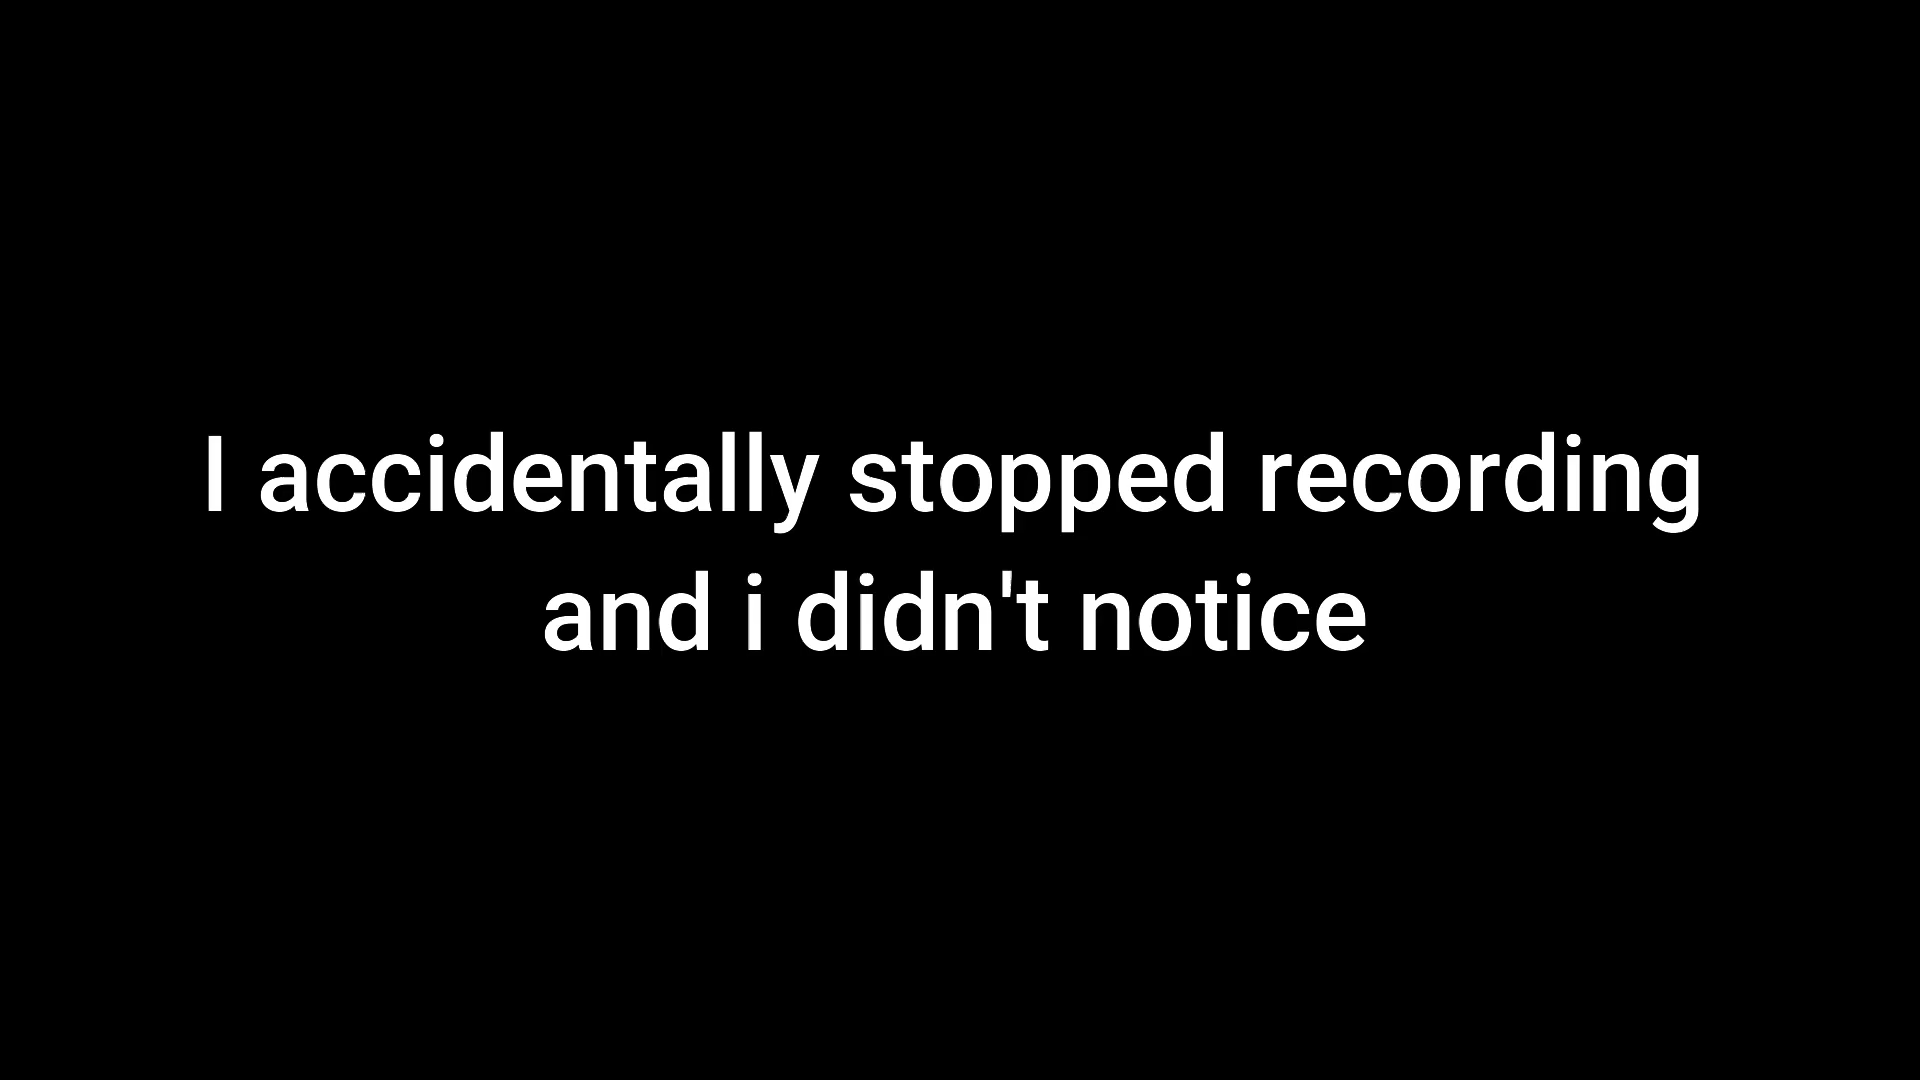 I accidentally stopped recording
and i didn't notice